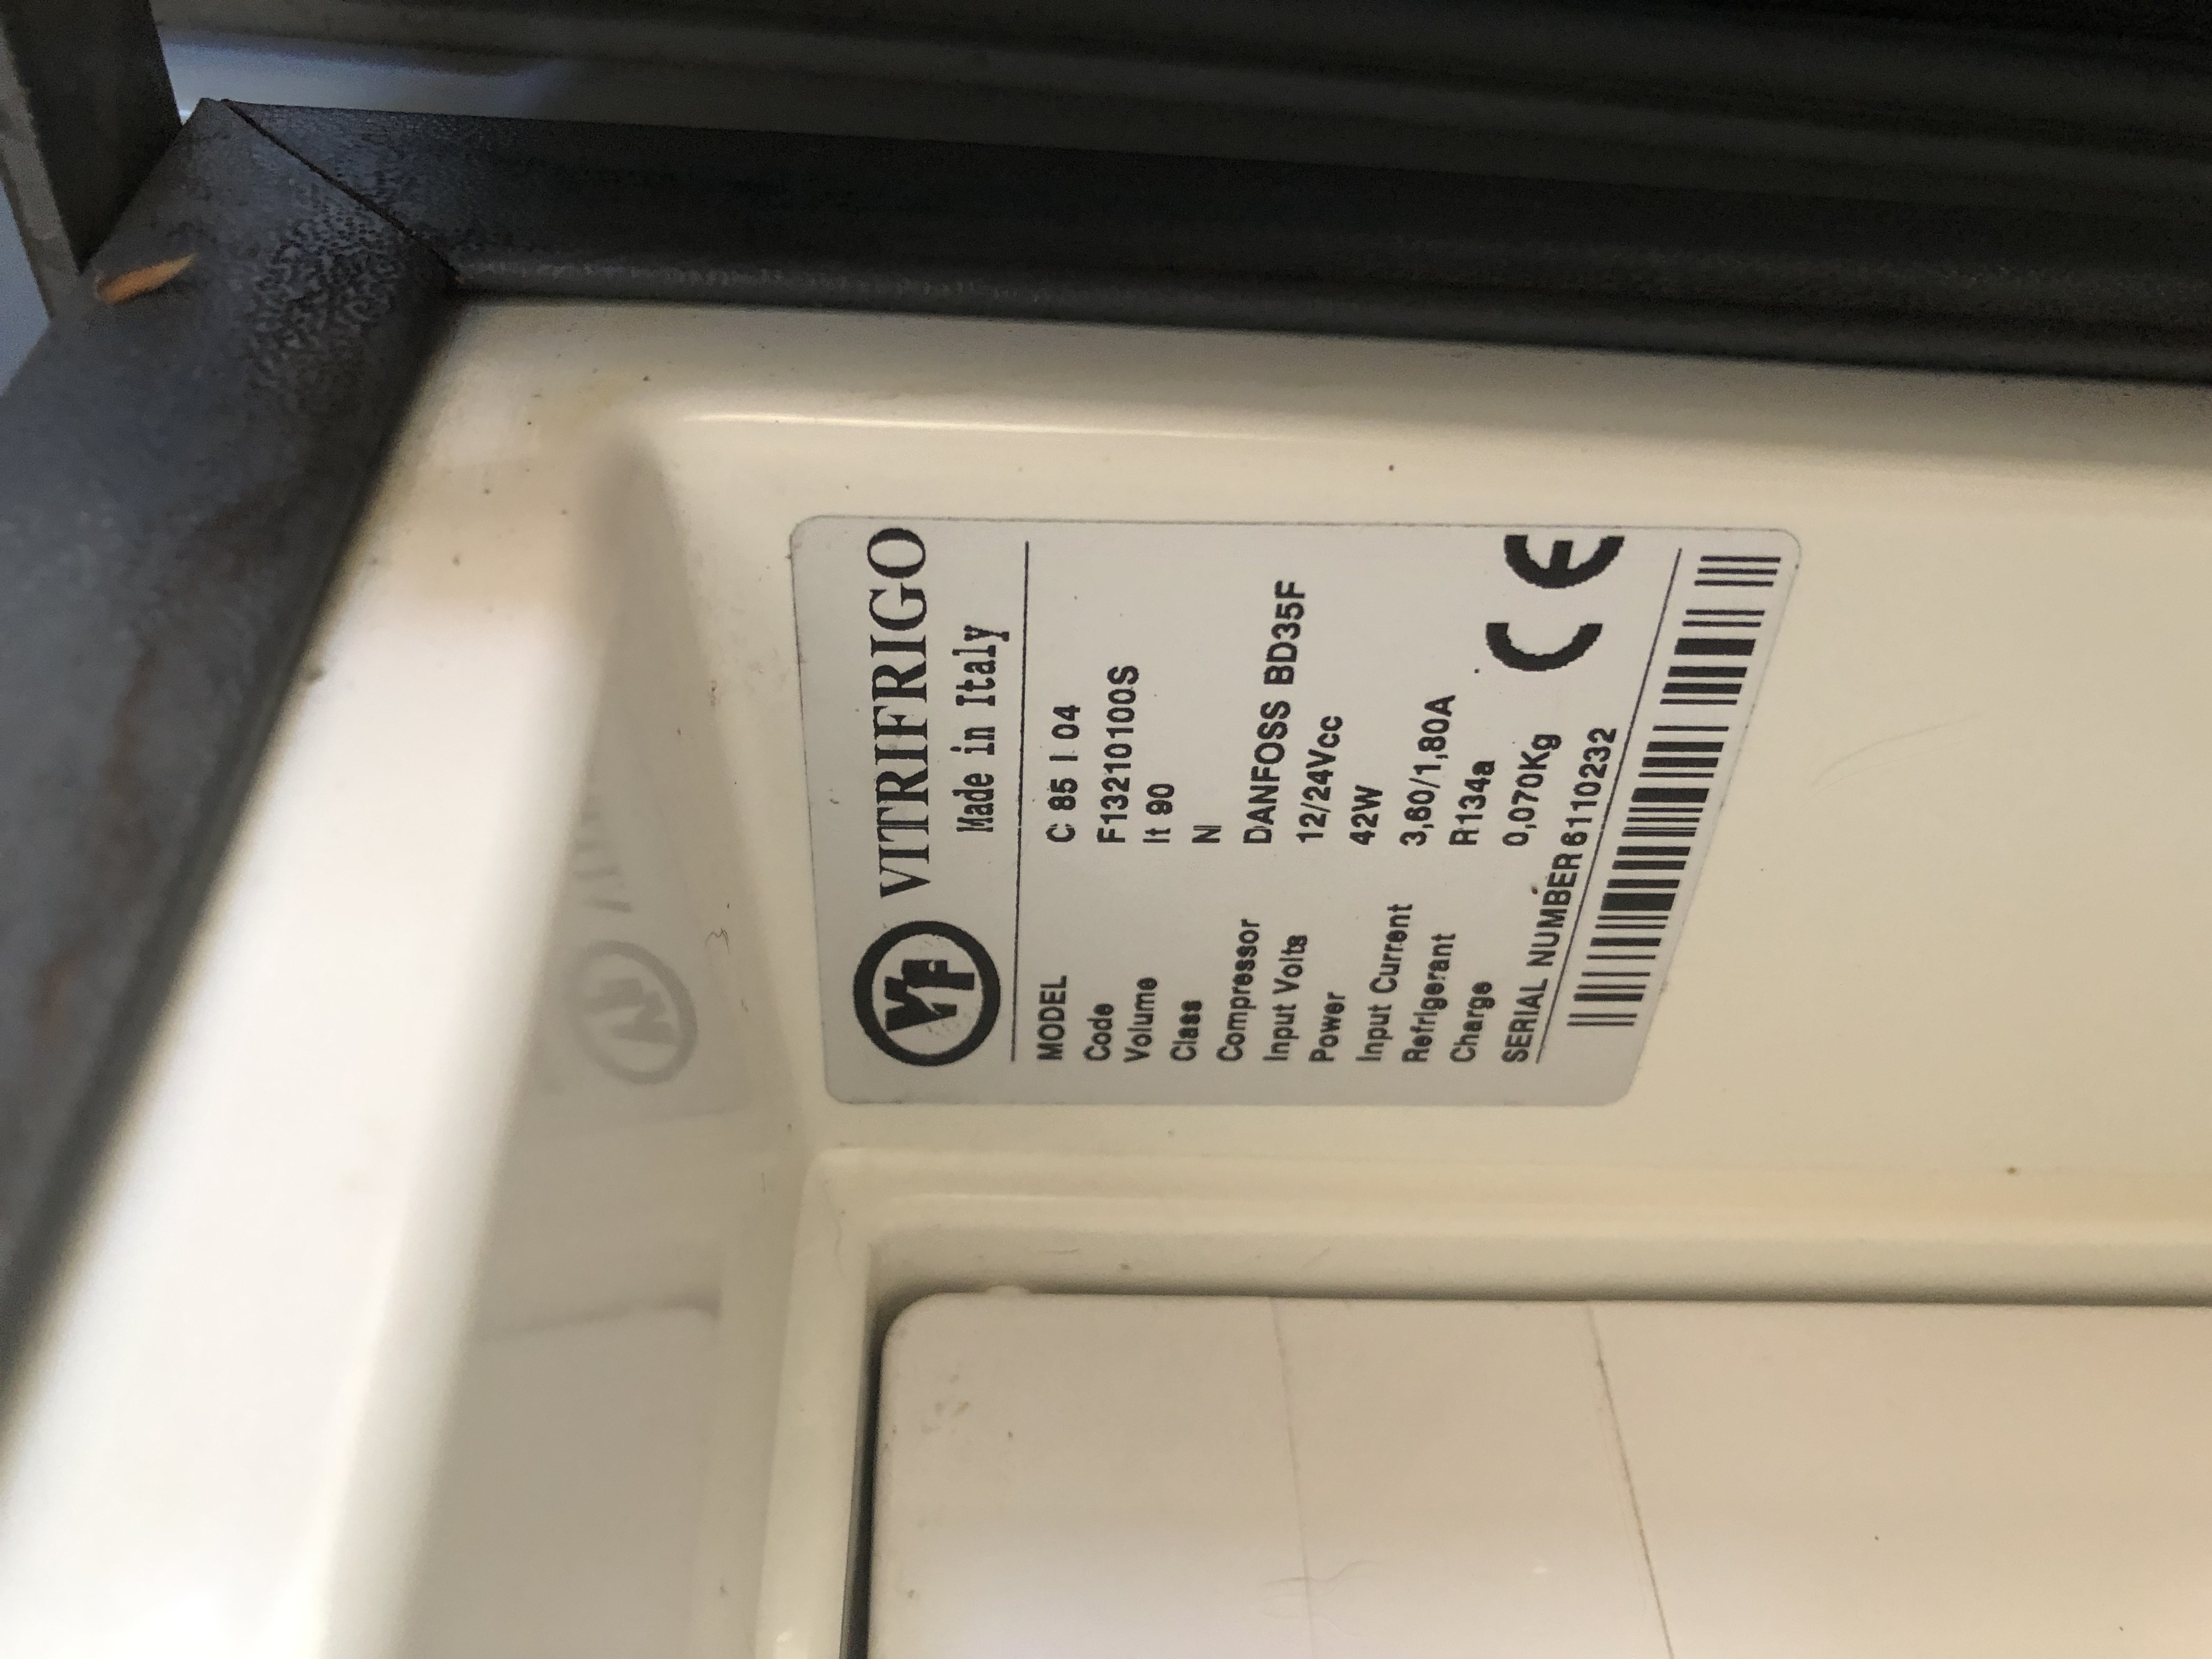 VF VITRIFRIGO
Made in Italy
MODEL C 85 I 04
Code F13210100S
Volume lt 90
Class N
Compressor DANFOSS BD35F
Input Volts 12/24Vcc
Power 42W
Input Current 3,60/1,80A
Refrigerant R134a
Charge 0,070Kg
SERIAL NUMBER 6110232
CE